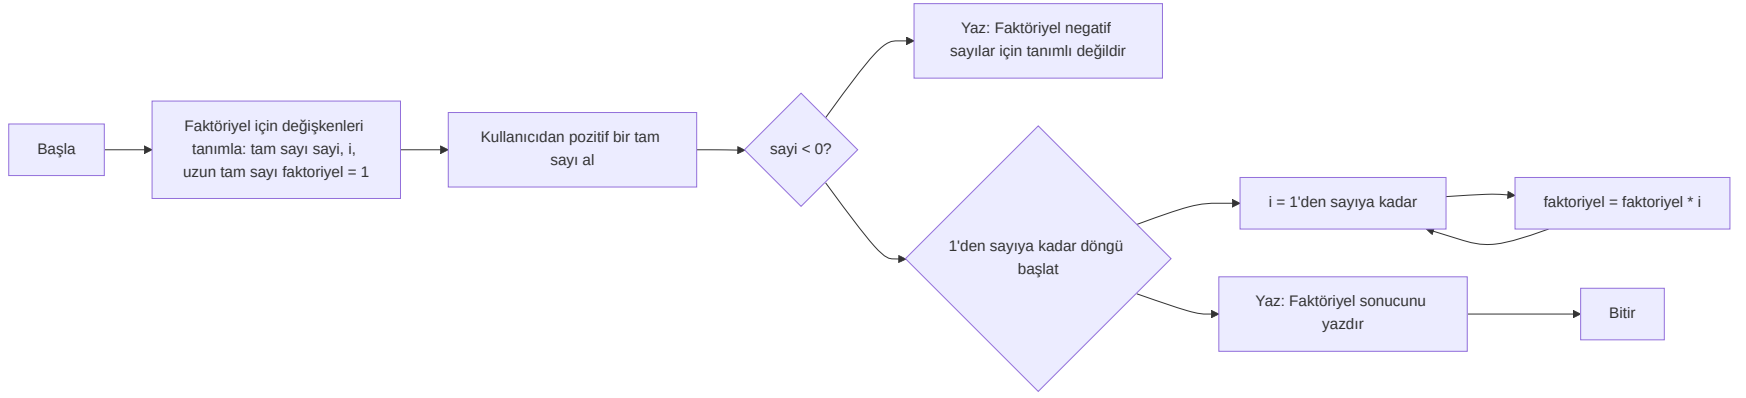 Başla
Faktöriyel için değişkenleri
tanımla: tam sayı sayi, i,
uzun tam sayı faktoriyel = 1
Kullanıcıdan pozitif bir tam
sayı al
sayi < 0?
Yaz: Faktöriyel negatif
sayılar için tanımlı değildir
1'den sayıya kadar döngü
başlat
i = 1'den sayıya kadar
faktoriyel = faktoriyel * i
Yaz: Faktöriyel sonucunu
yazdır
Bitir